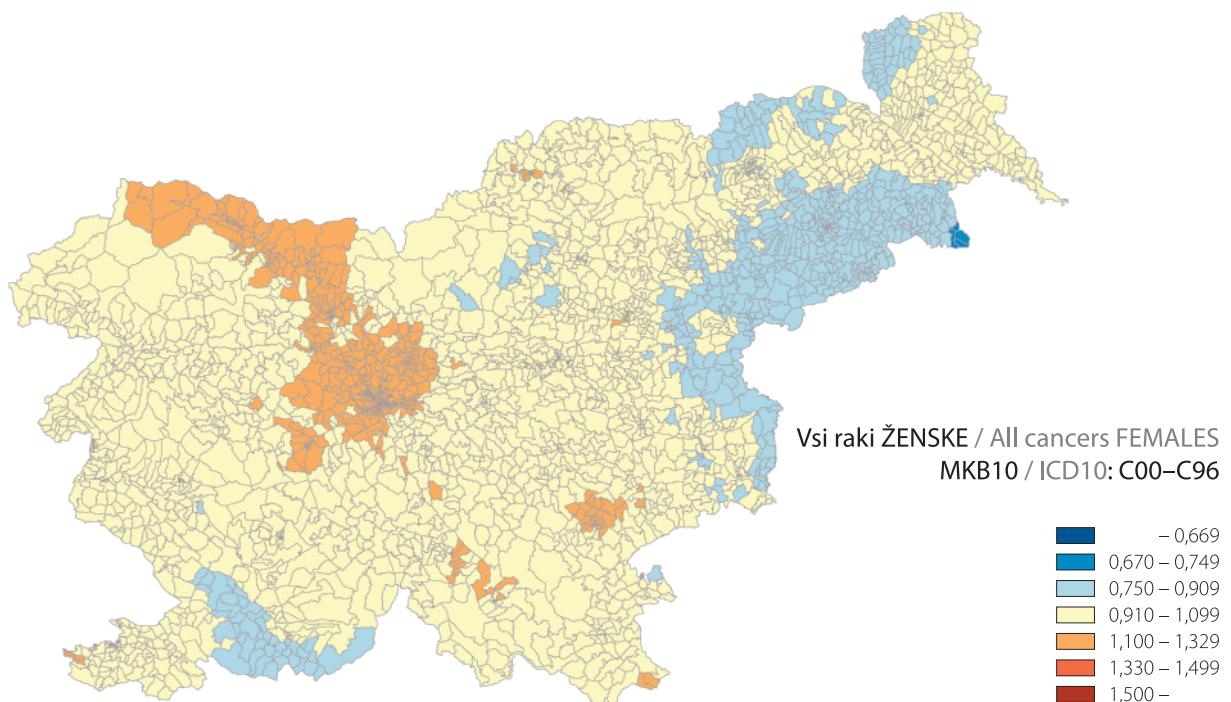 Vsi raki ŽENSKE / All cancers FEMALES
MKB10 / ICD10: C00–C96
– 0,669
0,670 – 0,749
0,750 – 0,909
0,910 – 1,099
1,100 – 1,329
1,330 – 1,499
1,500 –